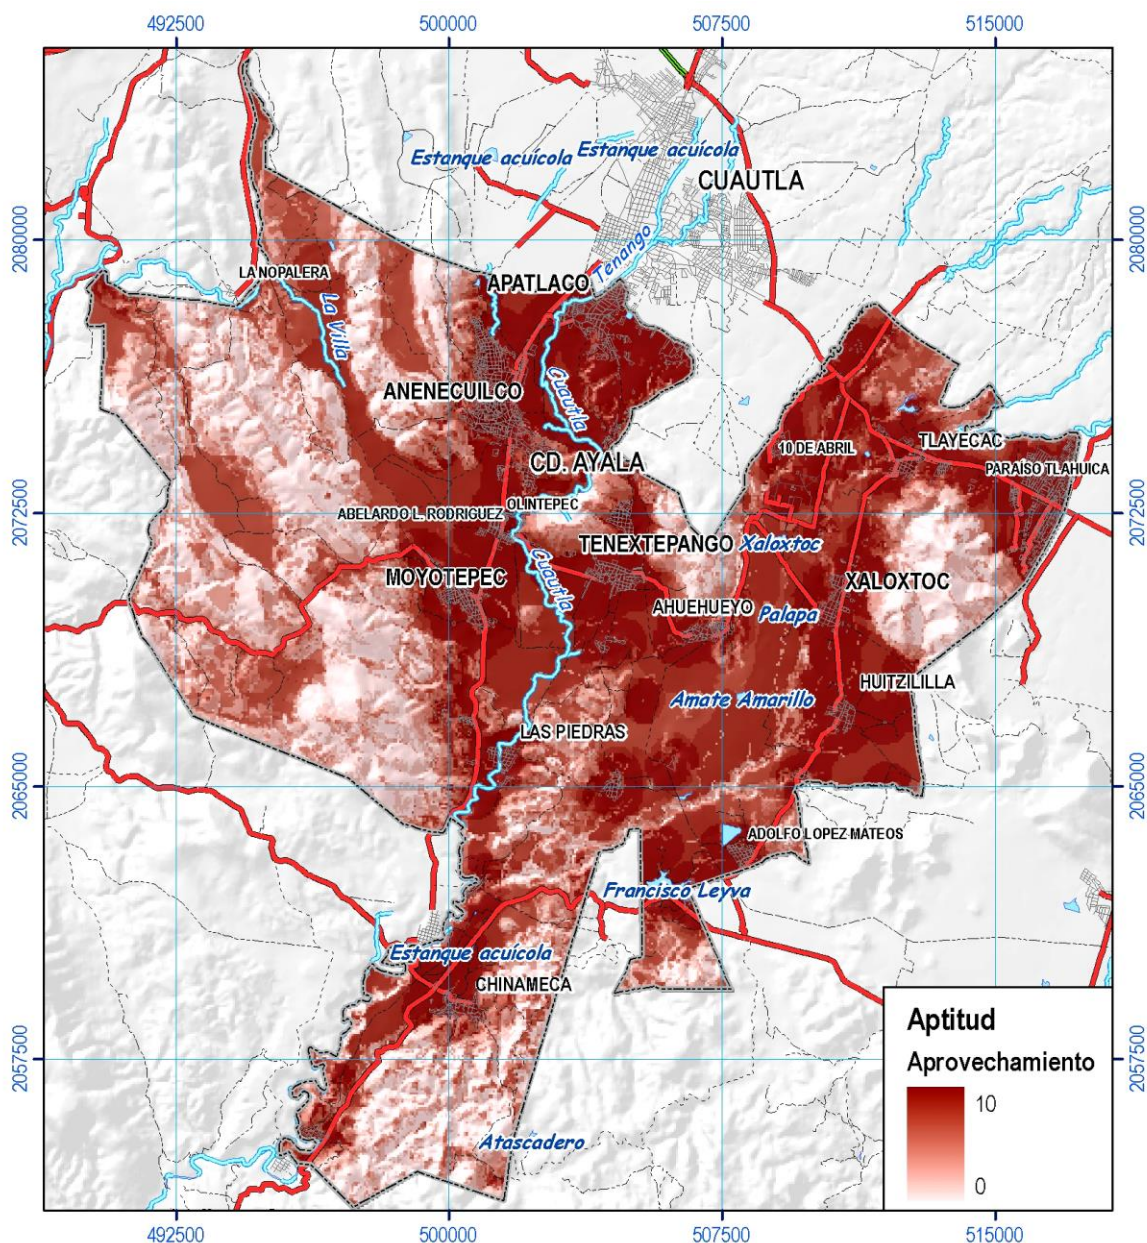 492500
500000
507500
515000
Estanque acuícola
Estanque acuícola
CUAUTLA
2080000
2080000
Tenango
LA NOPALERA
APATLACO
La Villa
ANENECUILCO
Cuautla
CD. AYALA
10 DE ABRIL
TLAYECAC
PARAÍSO TLAHUICA
OLINTEPEC
2072500
2072500
ABELARDO L. RODRIGUEZ
TENEXTEPANGO
Xaloxtoc
MOYOTEPEC
Cuautla
XALOXTOC
AHUEHUEYO
Palapa
HUITZILILLA
Amate Amarillo
LAS PIEDRAS
2065000
2065000
ADOLFO LOPEZ MATEOS
Francisco Leyva
Estanque acuícola
CHINAMECA
Aptitud
Aprovechamiento
10
0
2057500
2057500
Atascadero
492500
500000
507500
515000